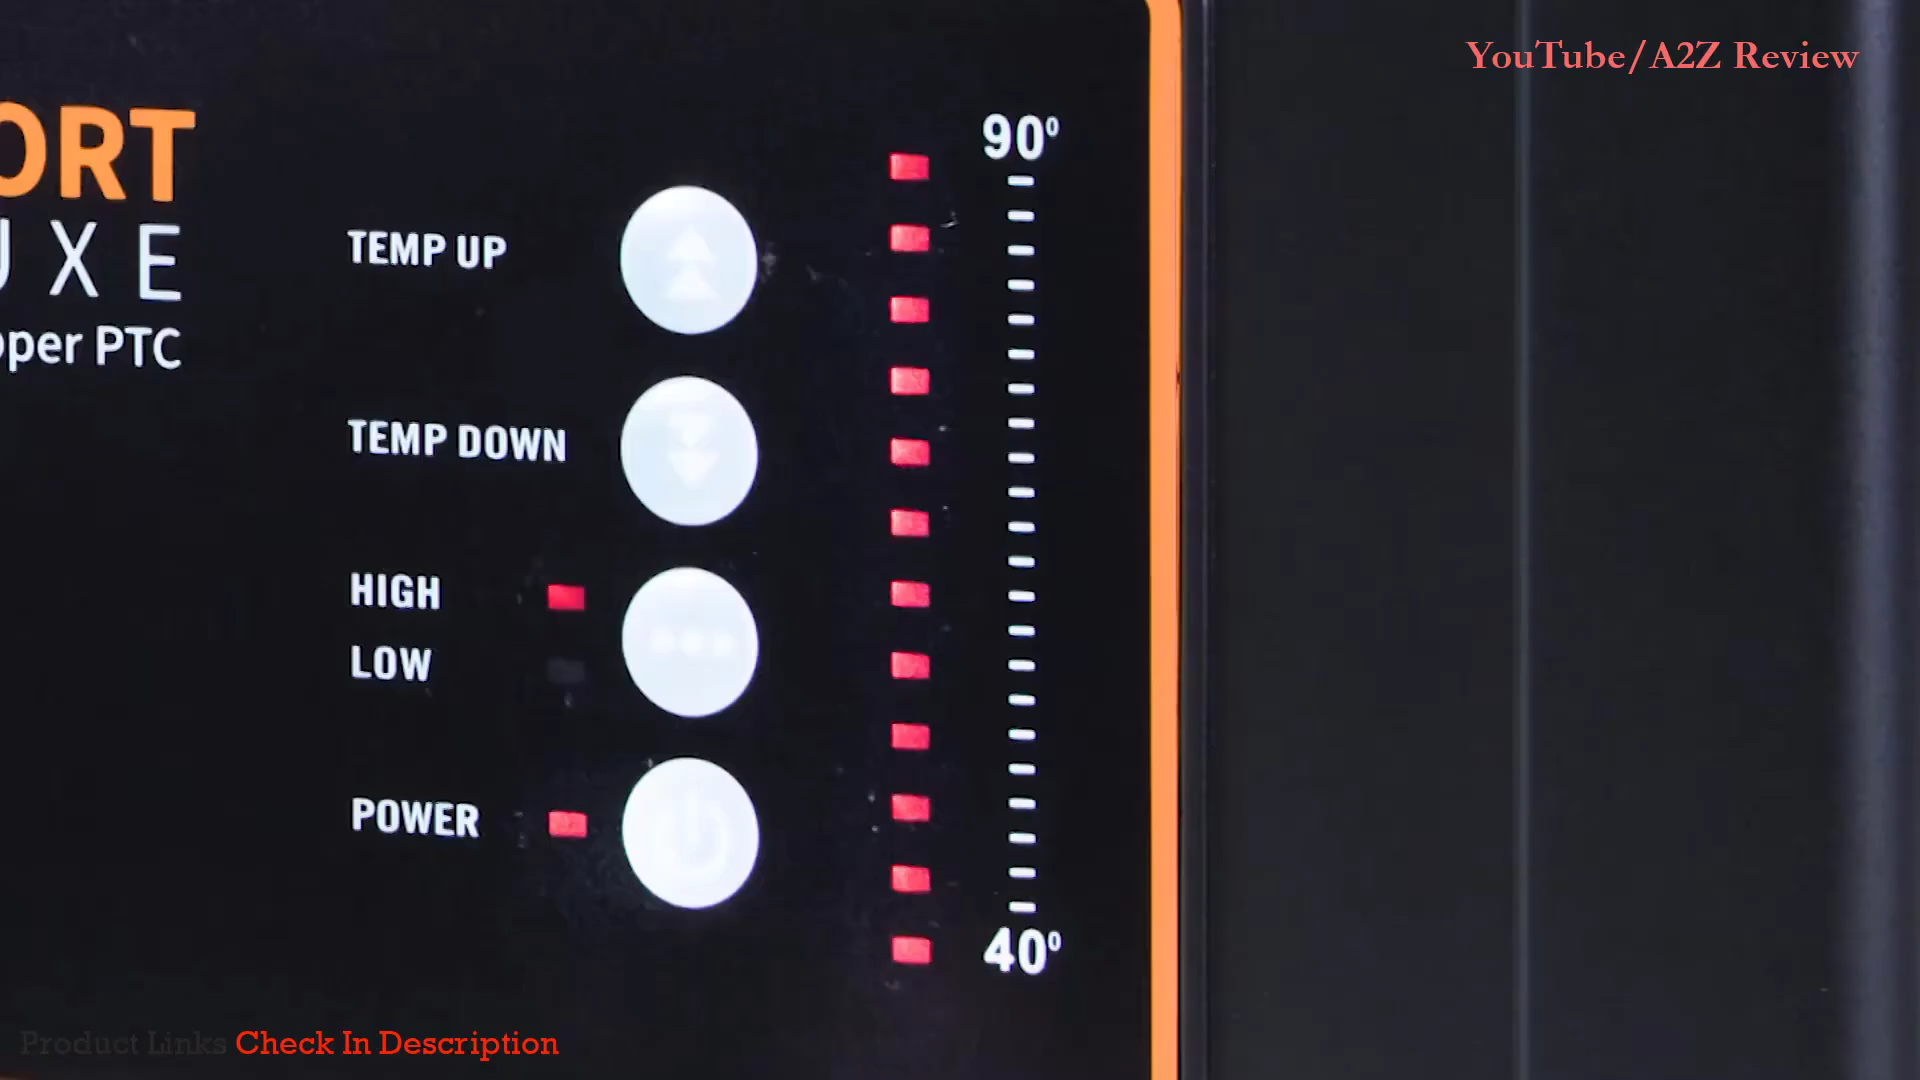 YouTube/A2Z Review
ORT
UXE
pper PTC
TEMP UP
TEMP DOWN
HIGH
LOW
POWER
90°
40°
Product Links Check In Description